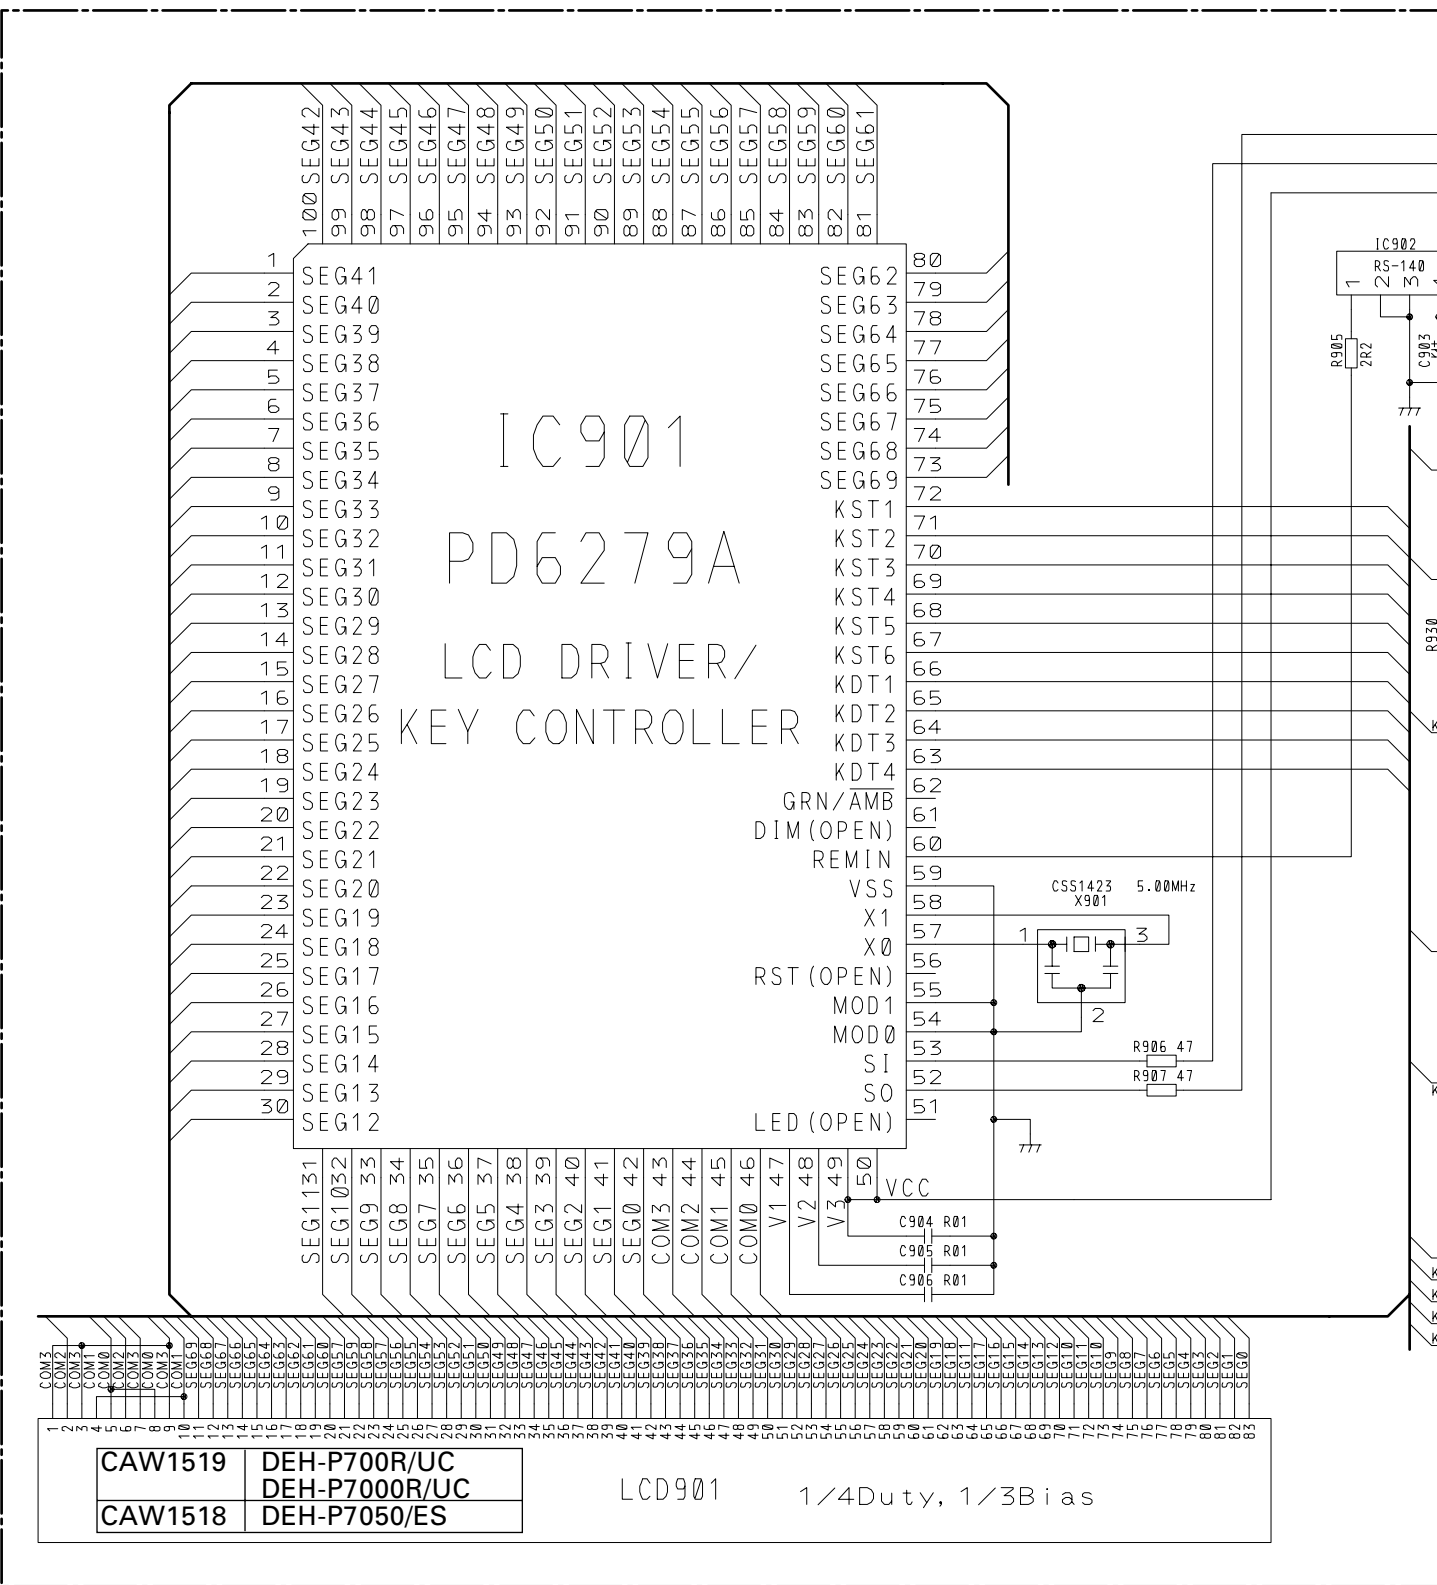 100 SEG42
99 SEG43
98 SEG44
97 SEG45
96 SEG46
95 SEG47
94 SEG48
93 SEG49
92 SEG50
91 SEG51
90 SEG52
89 SEG53
88 SEG54
87 SEG55
86 SEG56
85 SEG57
84 SEG58
83 SEG59
82 SEG60
81 SEG61
1 SEG41
2 SEG40
3 SEG39
4 SEG38
5 SEG37
6 SEG36
7 SEG35
8 SEG34
9 SEG33
10 SEG32
11 SEG31
12 SEG30
13 SEG29
14 SEG28
15 SEG27
16 SEG26
17 SEG25
18 SEG24
19 SEG23
20 SEG22
21 SEG21
22 SEG20
23 SEG19
24 SEG18
25 SEG17
26 SEG16
27 SEG15
28 SEG14
29 SEG13
30 SEG12
IC901
PD6279A
LCD DRIVER/
KEY CONTROLLER
SEG62 80
SEG63 79
SEG64 78
SEG65 77
SEG66 76
SEG67 75
SEG68 74
SEG69 73
KST1 72
KST2 71
KST3 70
KST4 69
KST5 68
KST6 67
KDT1 66
KDT2 65
KDT3 64
KDT4 63
GRN/AMB 62
DIM(OPEN) 61
REMIN 60
VSS 59
X1 58
X0 57
RST(OPEN) 56
MOD1 55
MOD0 54
SI 53
SO 52
LED(OPEN) 51
SEG11 31
SEG10 32
SEG9 33
SEG8 34
SEG7 35
SEG6 36
SEG5 37
SEG4 38
SEG3 39
SEG2 40
SEG1 41
SEG0 42
COM3 43
COM2 44
COM1 45
COM0 46
V1 47
V2 48
V3 49
50
VCC
IC902
RS-140
1 2 3
R905
2R2
C903
R930
CSS1423 5.00MHz
X901
1 3
2
R906 47
R907 47
C904 R01
C905 R01
C906 R01
K
K
K
K
K
K
COM3
COM2
COM3
COM1
COM0
COM2
COM3
COM0
COM3
COM1
SEG69
SEG68
SEG67
SEG66
SEG65
SEG64
SEG63
SEG62
SEG61
SEG60
SEG57
SEG59
SEG58
SEG57
SEG56
SEG55
SEG54
SEG53
SEG52
SEG51
SEG50
SEG49
SEG48
SEG47
SEG46
SEG45
SEG44
SEG43
SEG42
SEG41
SEG40
SEG39
SEG38
SEG37
SEG36
SEG35
SEG34
SEG33
SEG32
SEG31
SEG30
SEG29
SEG28
SEG27
SEG26
SEG25
SEG24
SEG23
SEG22
SEG21
SEG20
SEG19
SEG18
SEG11
SEG17
SEG16
SEG15
SEG14
SEG13
SEG12
SEG10
SEG11
SEG10
SEG9
SEG8
SEG7
SEG6
SEG5
SEG4
SEG3
SEG2
SEG1
SEG0
1 2 3 4 5 6 7 8 9 10 11 12 13 14 15 16 17 18 19 20 21 22 23 24 25 26 27 28 29 30 31 32 33 34 35 36 37 38 39 40 41 42 43 44 45 46 47 48 49 50 51 52 53 54 55 56 57 58 59 60 61 62 63 64 65 66 67 68 69 70 71 72 73 74 75 76 77 78 79 80 81 82 83
CAW1519 DEH-P700R/UC
DEH-P7000R/UC
CAW1518 DEH-P7050/ES
LCD901 1/4Duty, 1/3Bias